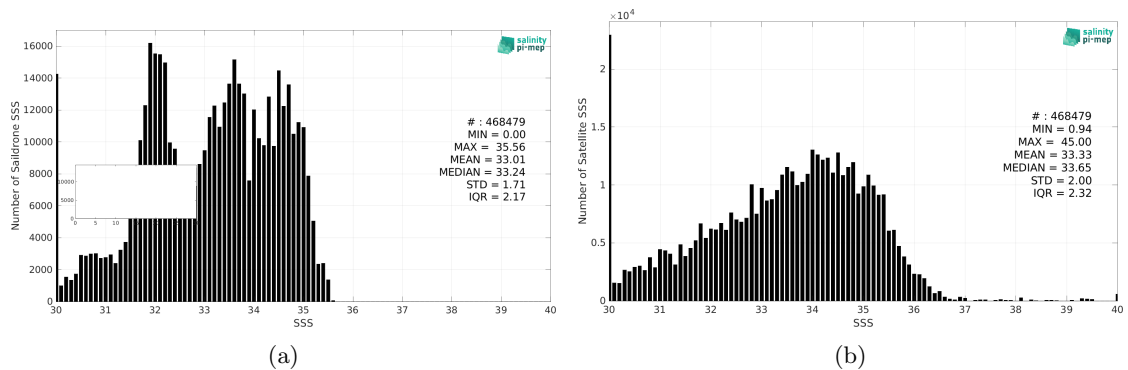 salinity
pi-mep
16000
14000
12000
10000
8000
6000
4000
2000
0
Number of Saildrone SSS
# : 468479
MIN = 0.00
MAX = 35.56
MEAN = 33.01
MEDIAN = 33.24
STD = 1.71
IQR = 2.17
10000
5000
0
0 5 10 15
30 31 32 33 34 35 36 37 38 39 40
SSS
(a)
×10⁴
salinity
pi-mep
2
1.5
1
0.5
0
Number of Satellite SSS
# : 468479
MIN = 0.94
MAX = 45.00
MEAN = 33.33
MEDIAN = 33.65
STD = 2.00
IQR = 2.32
30 31 32 33 34 35 36 37 38 39 40
SSS
(b)